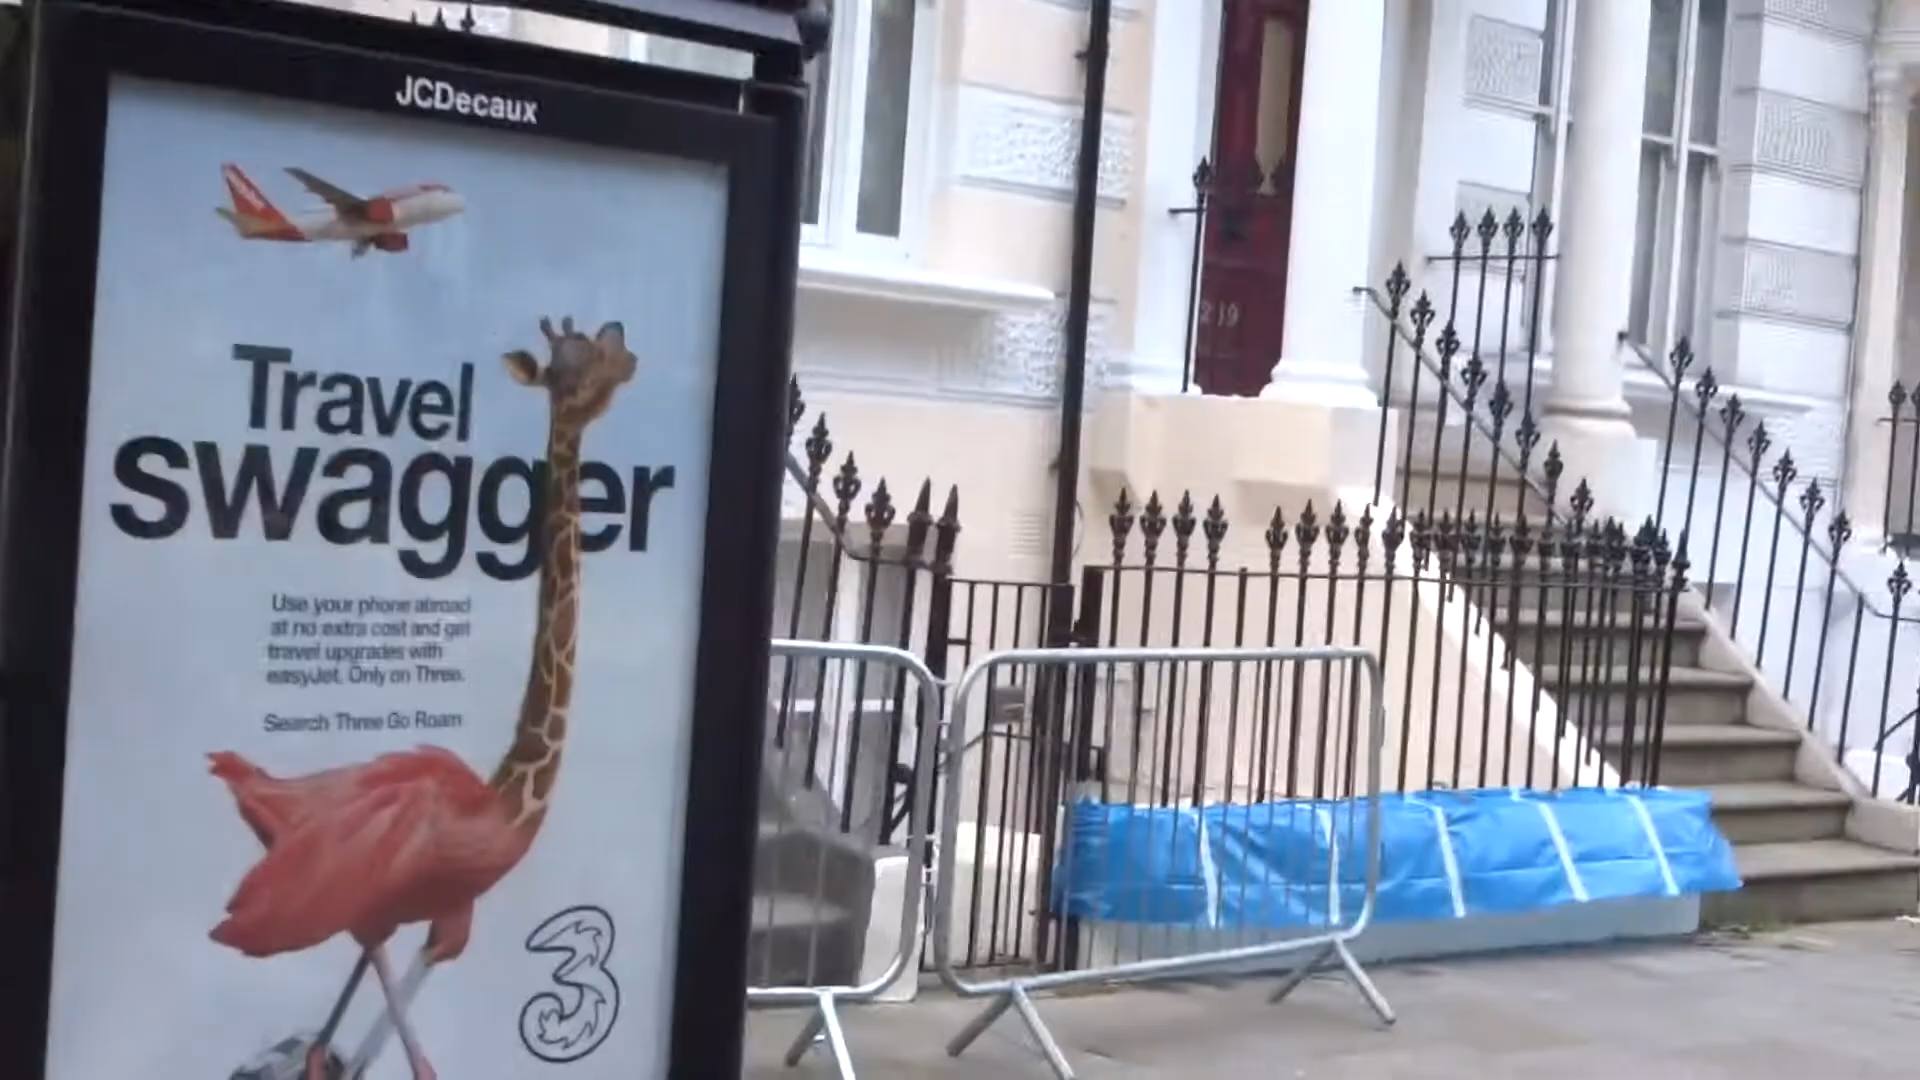 JCDecaux
Travel
swagger
Use your phone abroad
at no extra cost and get
travel upgrades with
easyJet. Only on Three.
Search Three Go Roam
3
219